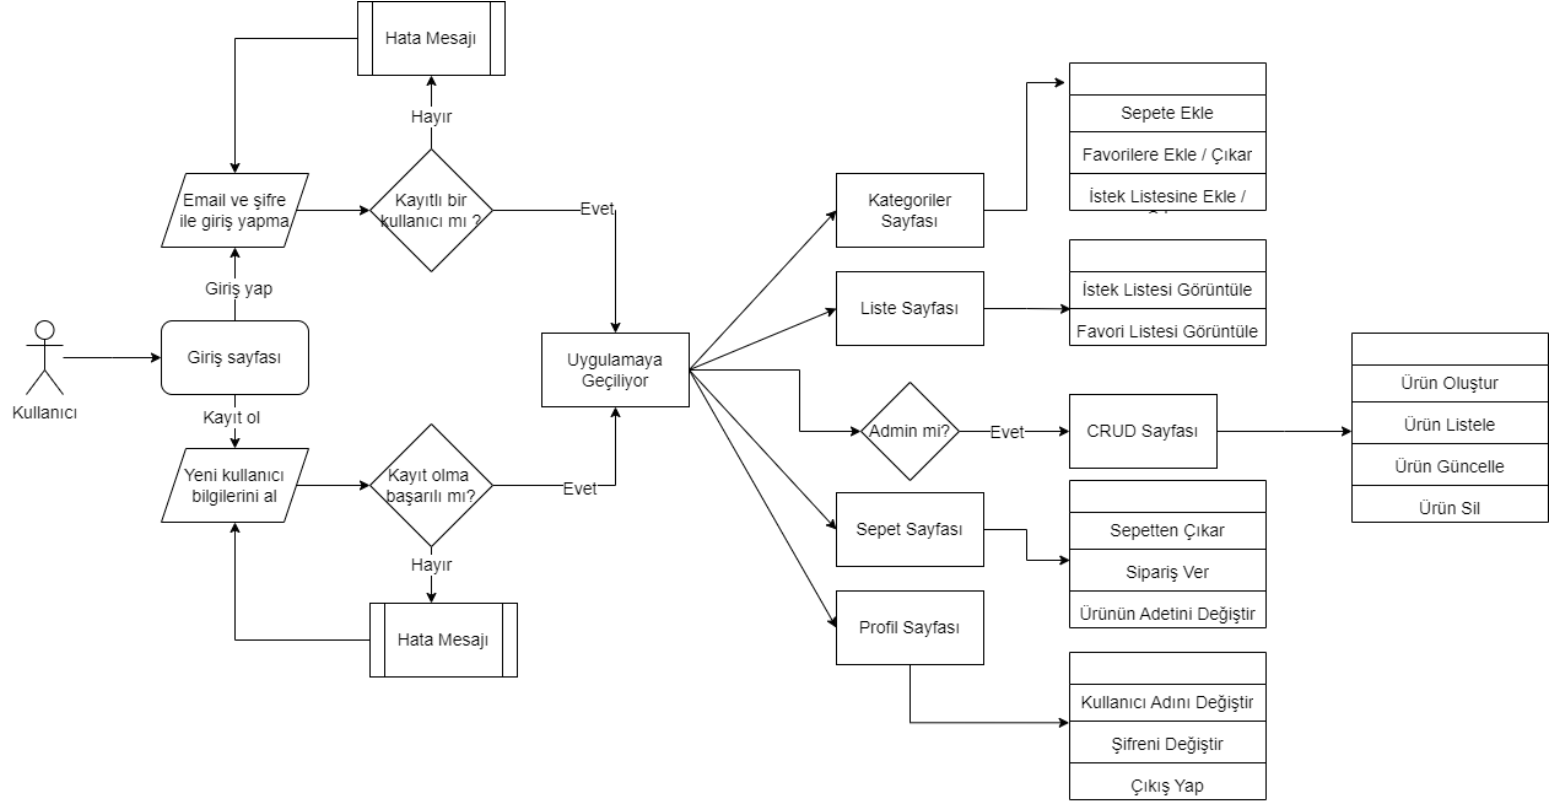 Hata Mesajı
Hayır
Email ve şifre
ile giriş yapma
Kayıtlı bir
kullanıcı mı ?
Evet
Giriş yap
Kullanıcı
Giriş sayfası
Kayıt ol
Yeni kullanıcı
bilgilerini al
Kayıt olma
başarılı mı?
Evet
Hayır
Hata Mesajı
Uygulamaya
Geçiliyor
Kategoriler
Sayfası
Sepete Ekle
Favorilere Ekle / Çıkar
İstek Listesine Ekle /
Liste Sayfası
İstek Listesi Görüntüle
Favori Listesi Görüntüle
Admin mi?
Evet
CRUD Sayfası
Ürün Oluştur
Ürün Listele
Ürün Güncelle
Ürün Sil
Sepet Sayfası
Sepetten Çıkar
Sipariş Ver
Ürünün Adetini Değiştir
Profil Sayfası
Kullanıcı Adını Değiştir
Şifreni Değiştir
Çıkış Yap